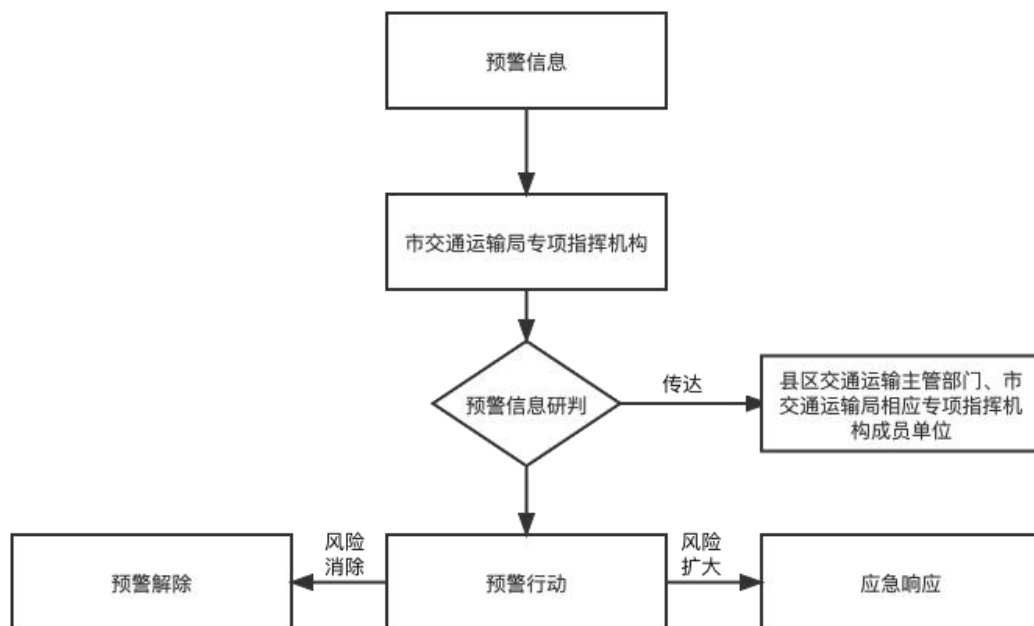 预警信息
市交通运输局专项指挥机构
预警信息研判
传达
县区交通运输主管部门、市
交通运输局相应专项指挥机
构成员单位
预警解除
风险
消除
预警行动
风险
扩大
应急响应